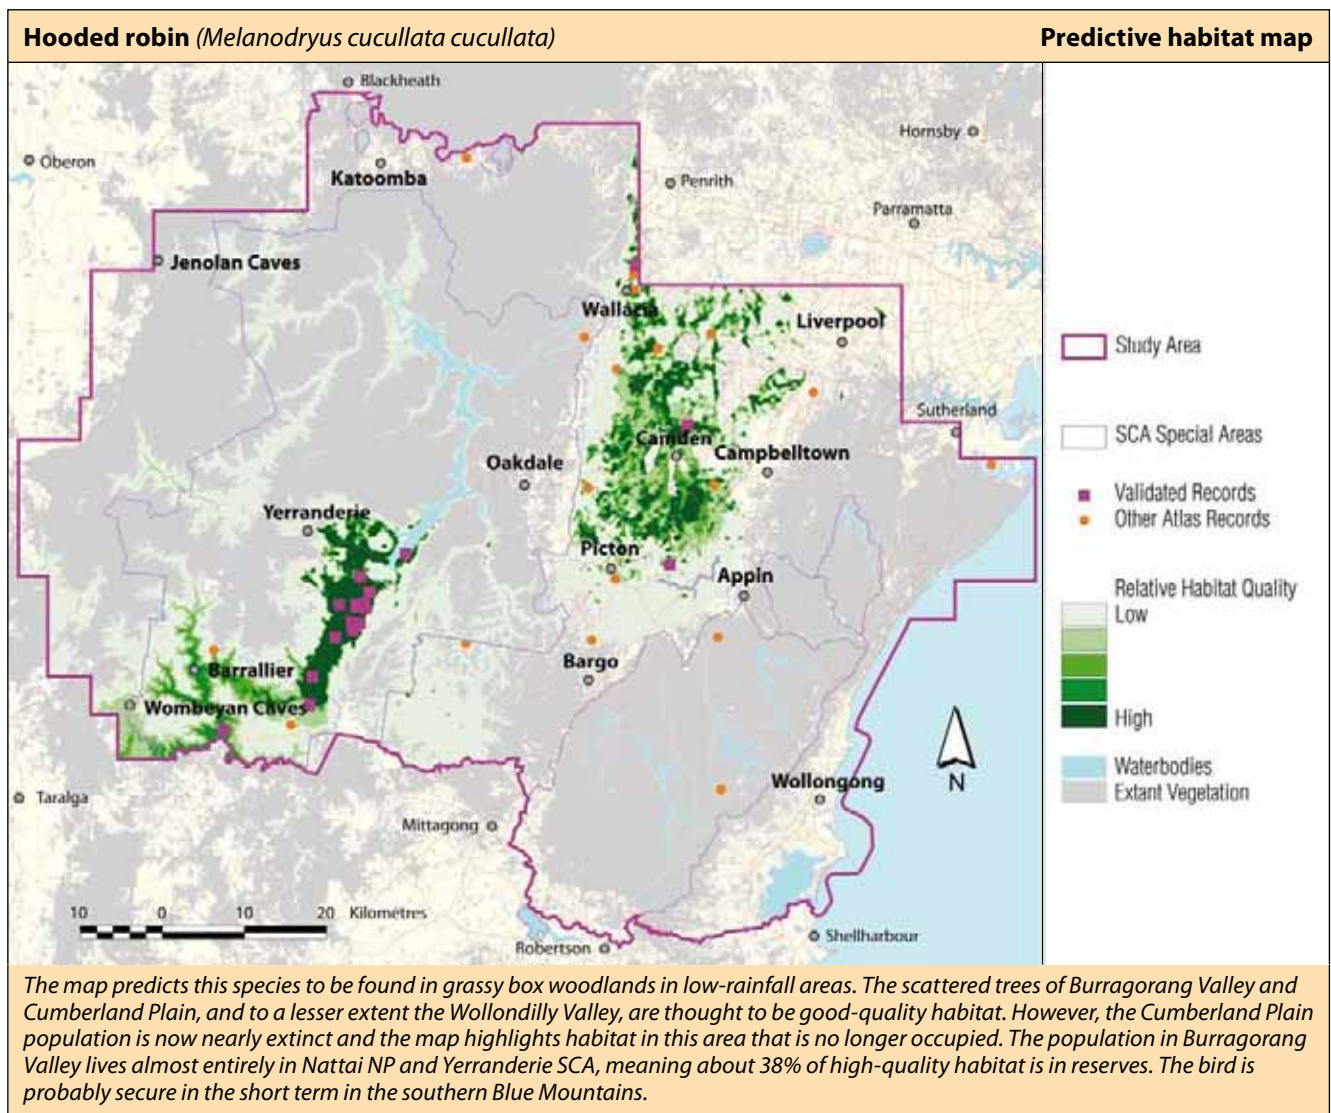 Hooded robin (Melanodryus cucullata cucullata)
Predictive habitat map
Blackheath
Hornsby
Oberon
Katoomba
Penrith
Parramatta
Jenolan Caves
Wallacia
Liverpool
Study Area
Sutherland
SCA Special Areas
Camden
Campbelltown
Oakdale
Validated Records
Other Atlas Records
Yerranderie
Picton
Appin
Relative Habitat Quality
Low
Bargo
Barrallier
Wombeyan Caves
High
Waterbodies
Extant Vegetation
Wollongong
N
Taralga
Mittagong
10 0 10 20 Kilometres
Robertson
Shellharbour
The map predicts this species to be found in grassy box woodlands in low-rainfall areas. The scattered trees of Burragorang Valley and
Cumberland Plain, and to a lesser extent the Wollondilly Valley, are thought to be good-quality habitat. However, the Cumberland Plain
population is now nearly extinct and the map highlights habitat in this area that is no longer occupied. The population in Burragorang
Valley lives almost entirely in Nattai NP and Yerranderie SCA, meaning about 38% of high-quality habitat is in reserves. The bird is
probably secure in the short term in the southern Blue Mountains.